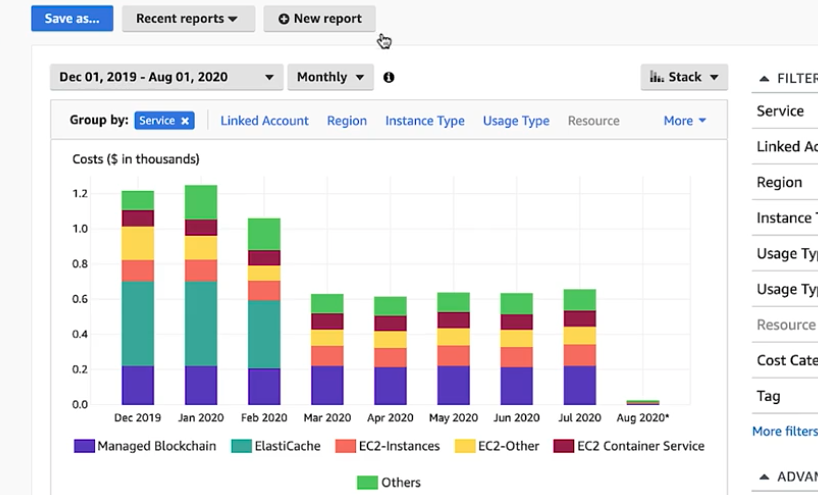 Save as... Recent reports New report
Dec 01, 2019 - Aug 01, 2020 Monthly Stack
Group by: Service Linked Account Region Instance Type Usage Type Resource More
Costs ($ in thousands)
1.2
1.0
0.8
0.6
0.4
0.2
0.0
Dec 2019 Jan 2020 Feb 2020 Mar 2020 Apr 2020 May 2020 Jun 2020 Jul 2020 Aug 2020*
Managed Blockchain ElastiCache EC2-Instances EC2-Other EC2 Container Service
Others
FILTER
Service
Linked Ac
Region
Instance T
Usage Typ
Usage Typ
Resource
Cost Cate
Tag
More filters
ADVAN